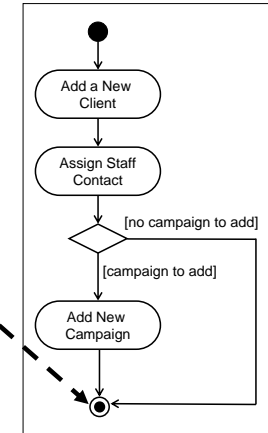 Add a New
Client
Assign Staff
Contact
[no campaign to add]
[campaign to add]
Add New
Campaign